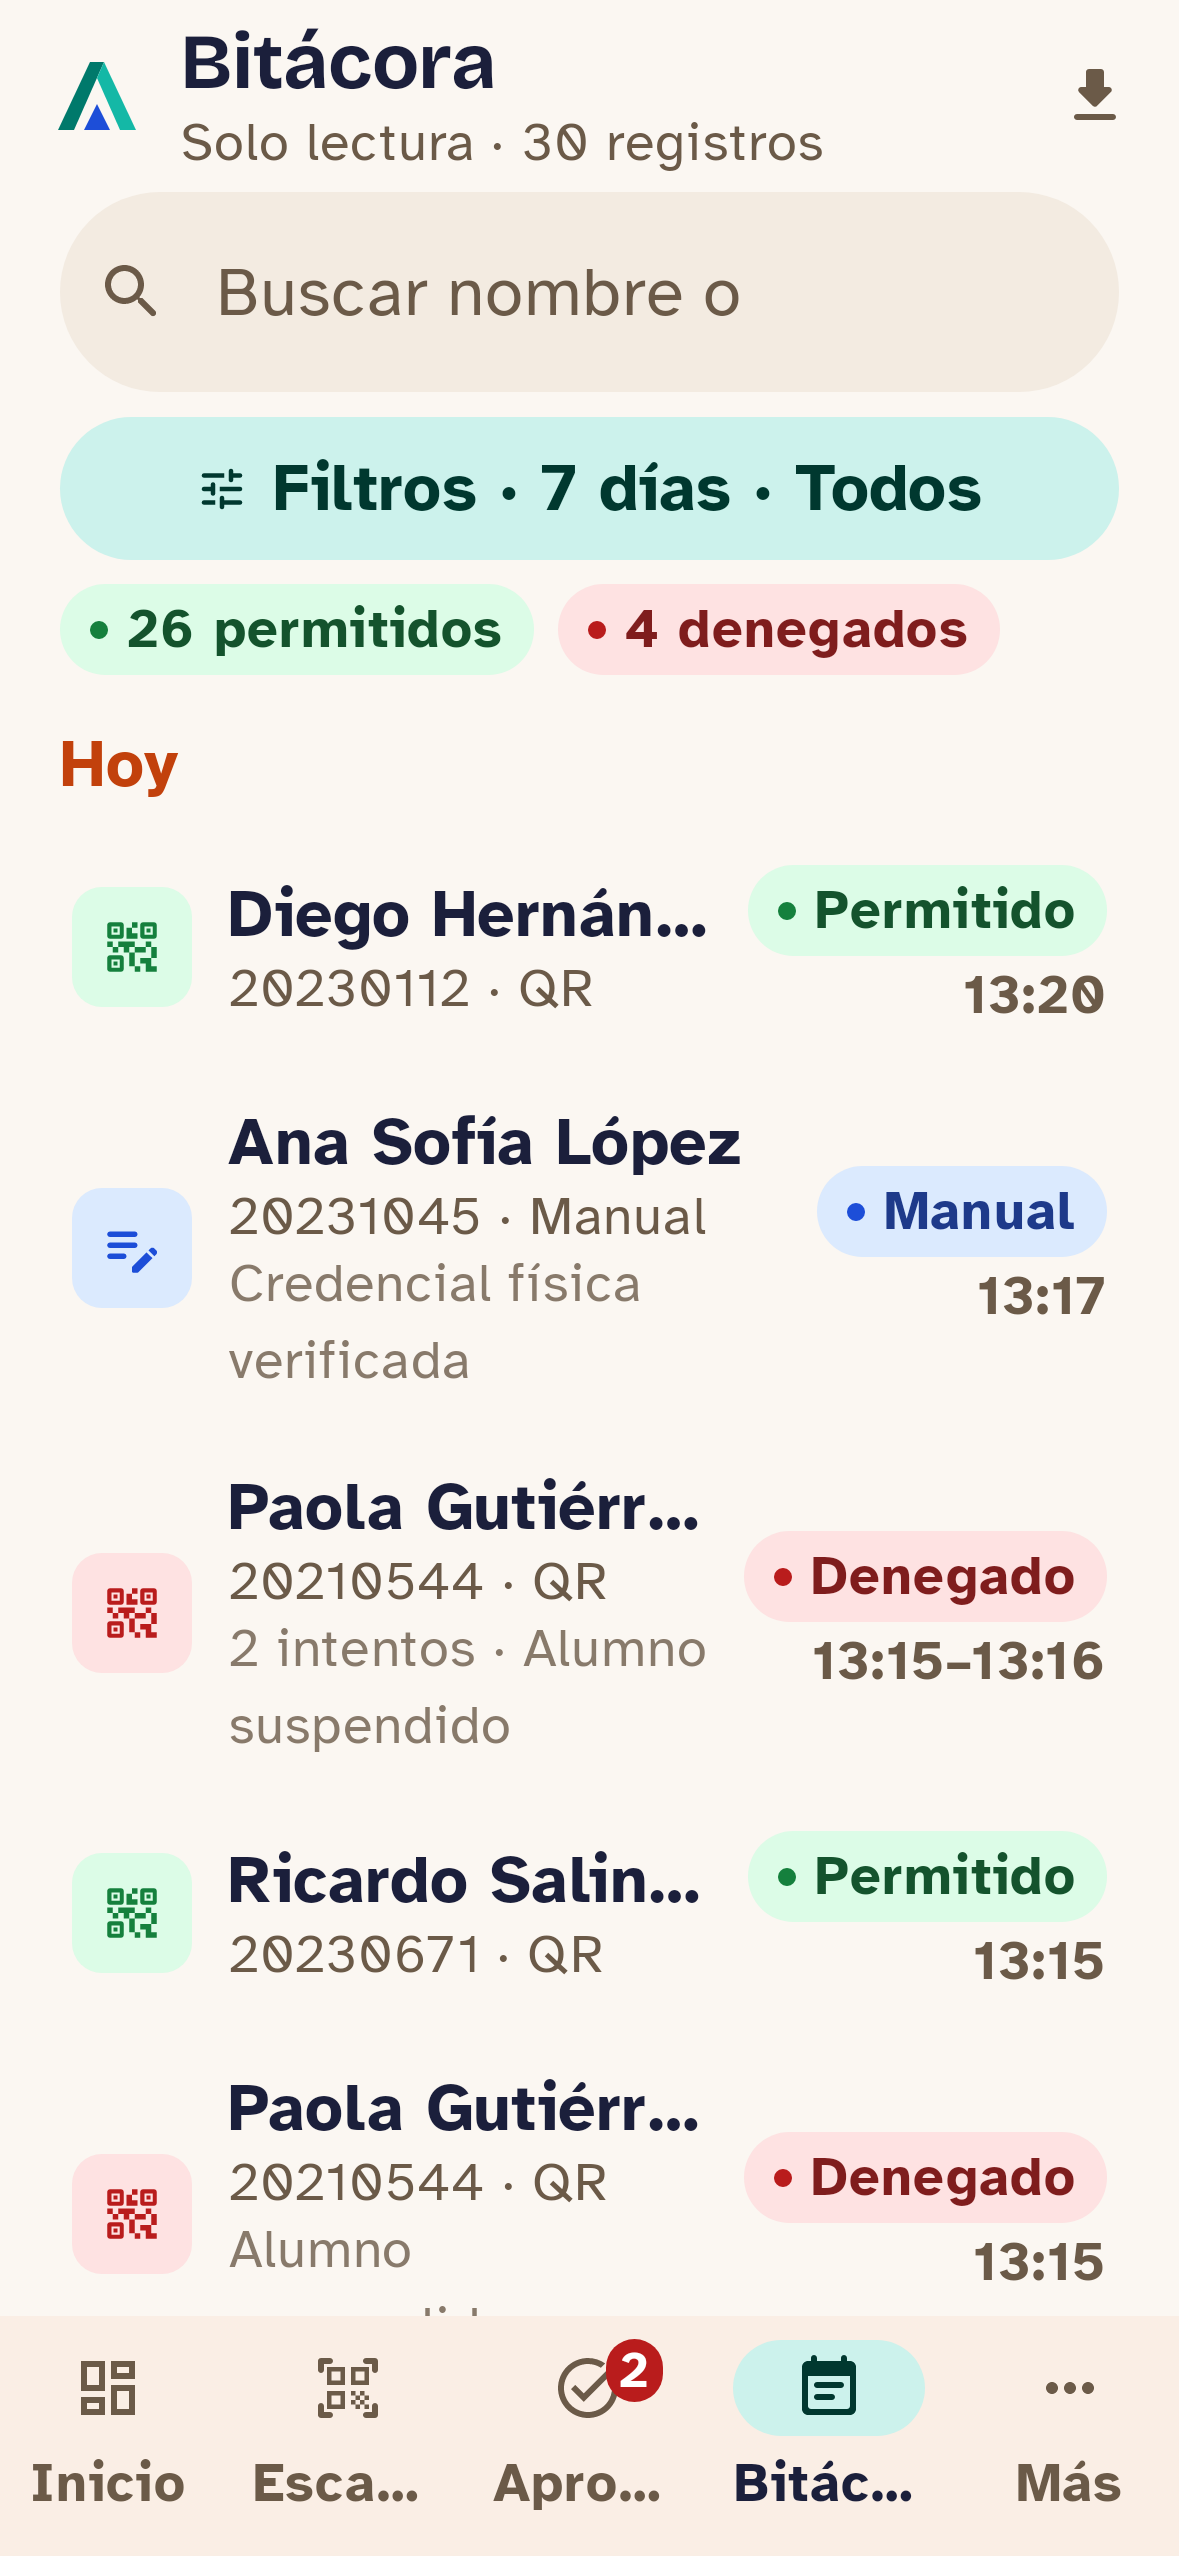 Bitácora
Solo lectura · 30 registros
Buscar nombre o
Filtros · 7 días · Todos
26 permitidos
4 denegados
Hoy
Diego Hernán...
Permitido
20230112 · QR
13:20
Ana Sofía López
20231045 · Manual
Manual
Credencial física
verificada
13:17
Paola Gutiérr...
20210544 · QR
Denegado
2 intentos · Alumno
suspendido
13:15–13:16
Ricardo Salin...
Permitido
20230671 · QR
13:15
Paola Gutiérr...
20210544 · QR
Denegado
Alumno
13:15
2
Inicio
Esca...
Apro...
Bitác...
Más